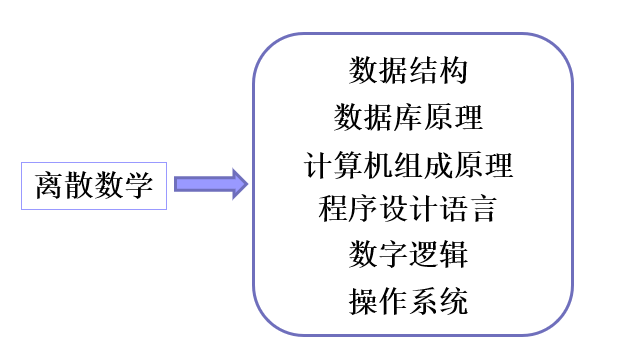 离散数学
数据结构
数据库原理
计算机组成原理
程序设计语言
数字逻辑
操作系统